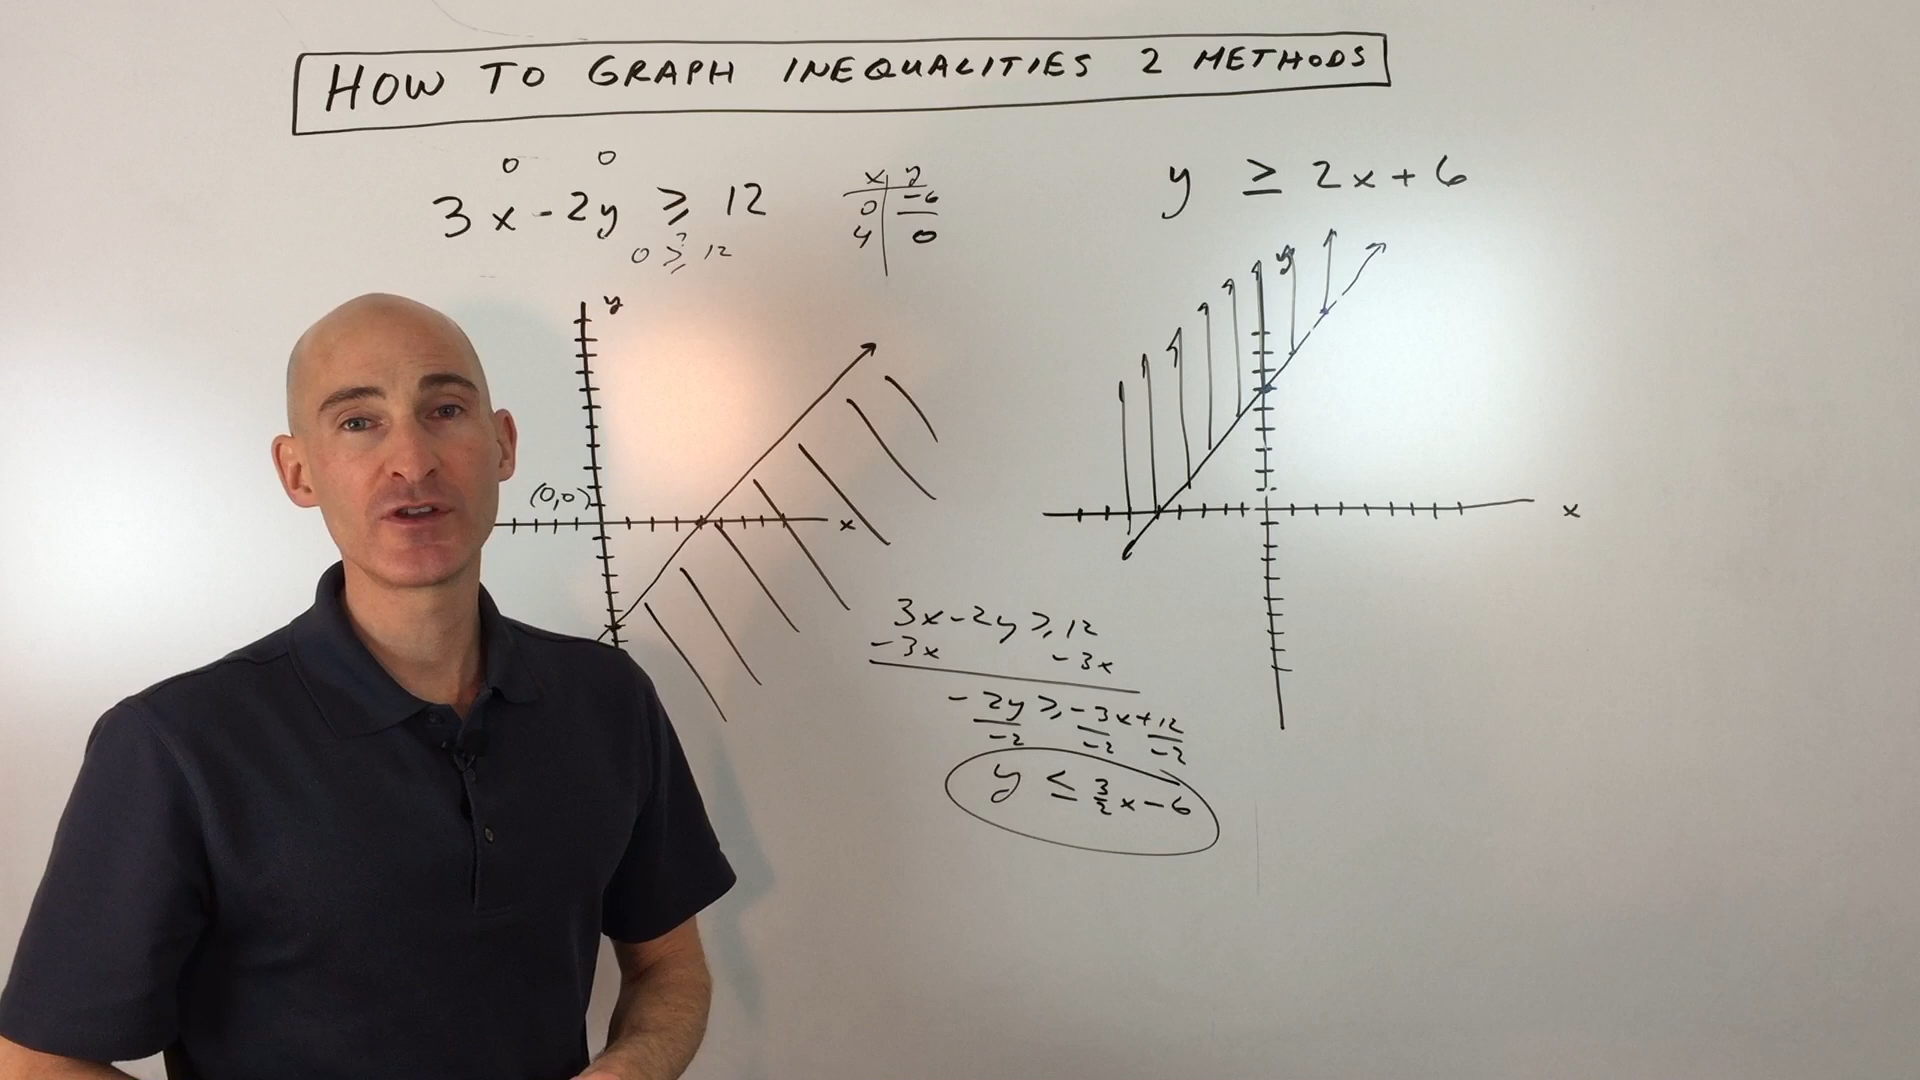 HOW TO GRAPH INEQUALITIES 2 METHODS
0 0
3x - 2y ≥ 12
0 ≥? 12
x y
0 -6
4 0
y ≥ 2x + 6
y
(0,0)
x
y
x
3x - 2y ≥ 12
-3x -3x
-2y ≥ -3x + 12
-2 -2 -2
y ≤ 3/2 x - 6